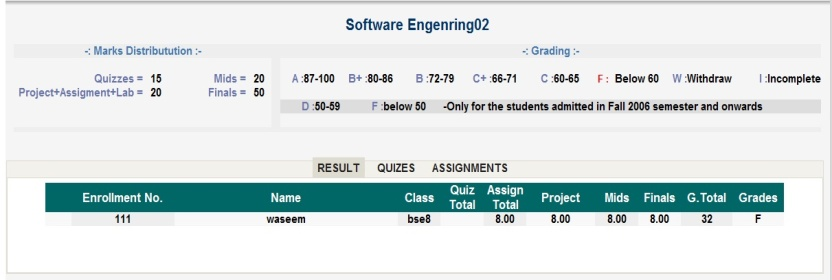 Software Engenring02
-: Marks Distributution :-
Quizzes = 15 Mids = 20
Project+Assigment+Lab = 20 Finals = 50
-: Grading :-
A :87-100 B+ :80-86 B :72-79 C+ :66-71 C :60-65 F : Below 60 W :Withdraw I :Incomplete
D :50-59 F :below 50 -Only for the students admitted in Fall 2006 semester and onwards
RESULT QUIZES ASSIGNMENTS
Enrollment No. Name Class Quiz Total Assign Total Project Mids Finals G.Total Grades
111 waseem bse8 8.00 8.00 8.00 8.00 32 F